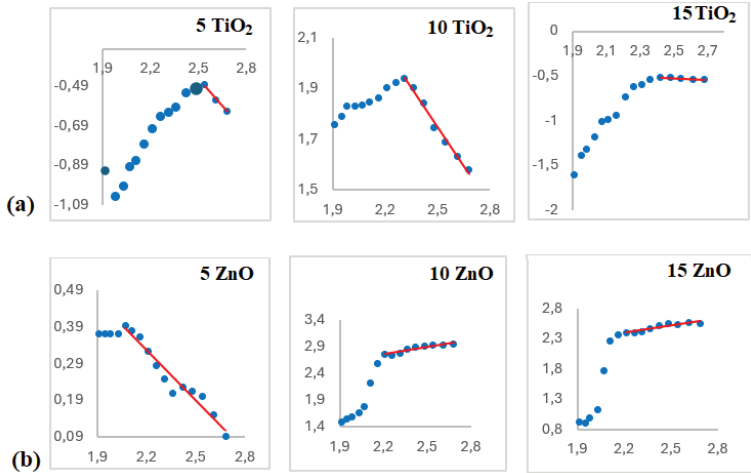 5 TiO₂
1,9 2,2 2,5 2,8
-0,49
-0,69
-0,89
-1,09
10 TiO₂
2,1
1,9
1,7
1,5
1,9 2,2 2,5 2,8
15 TiO₂
0
1,9 2,1 2,3 2,5 2,7
-0,5
-1
-1,5
-2
(a)
5 ZnO
0,49
0,39
0,29
0,19
0,09
1,9 2,2 2,5 2,8
10 ZnO
3,4
2,9
2,4
1,9
1,4
1,9 2,2 2,5 2,8
15 ZnO
2,8
2,3
1,8
1,3
0,8
1,9 2,2 2,5 2,8
(b)